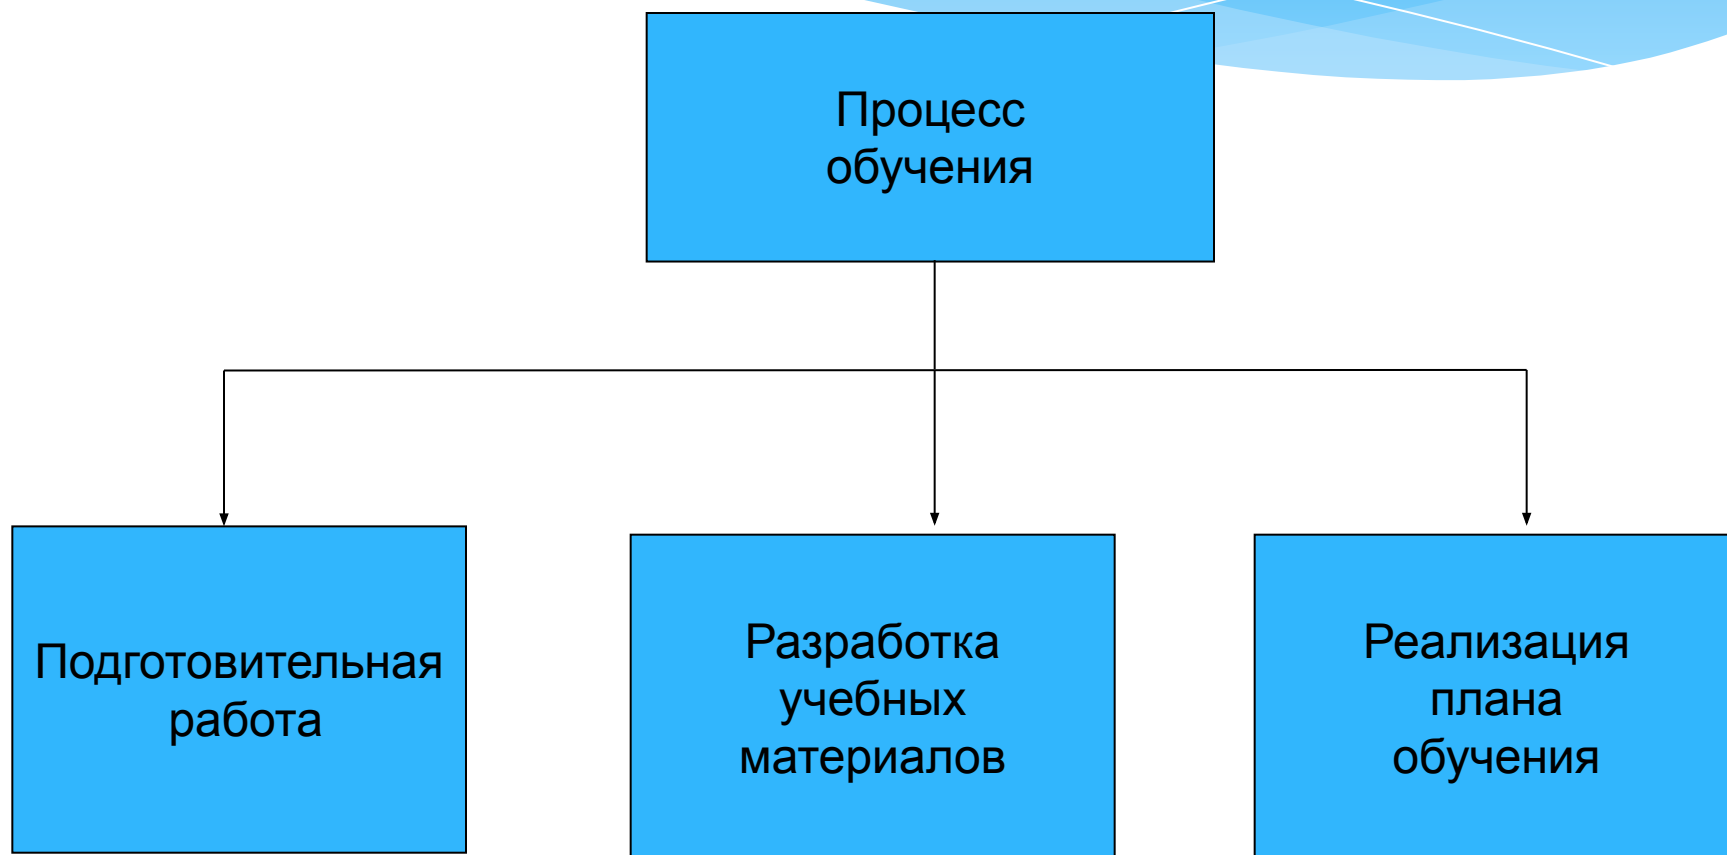 Процесс
обучения
Подготовительная
работа
Разработка
учебных
материалов
Реализация
плана
обучения